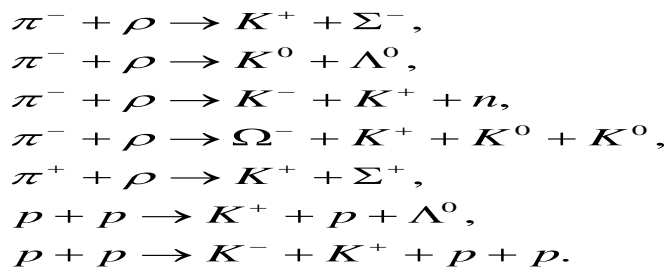 π⁻ + ρ → K⁺ + Σ⁻,
π⁻ + ρ → K⁰ + Λ⁰,
π⁻ + ρ → K⁻ + K⁺ + n,
π⁻ + ρ → Ω⁻ + K⁺ + K⁰ + K⁰,
π⁺ + ρ → K⁺ + Σ⁺,
p + p → K⁺ + p + Λ⁰,
p + p → K⁻ + K⁺ + p + p.